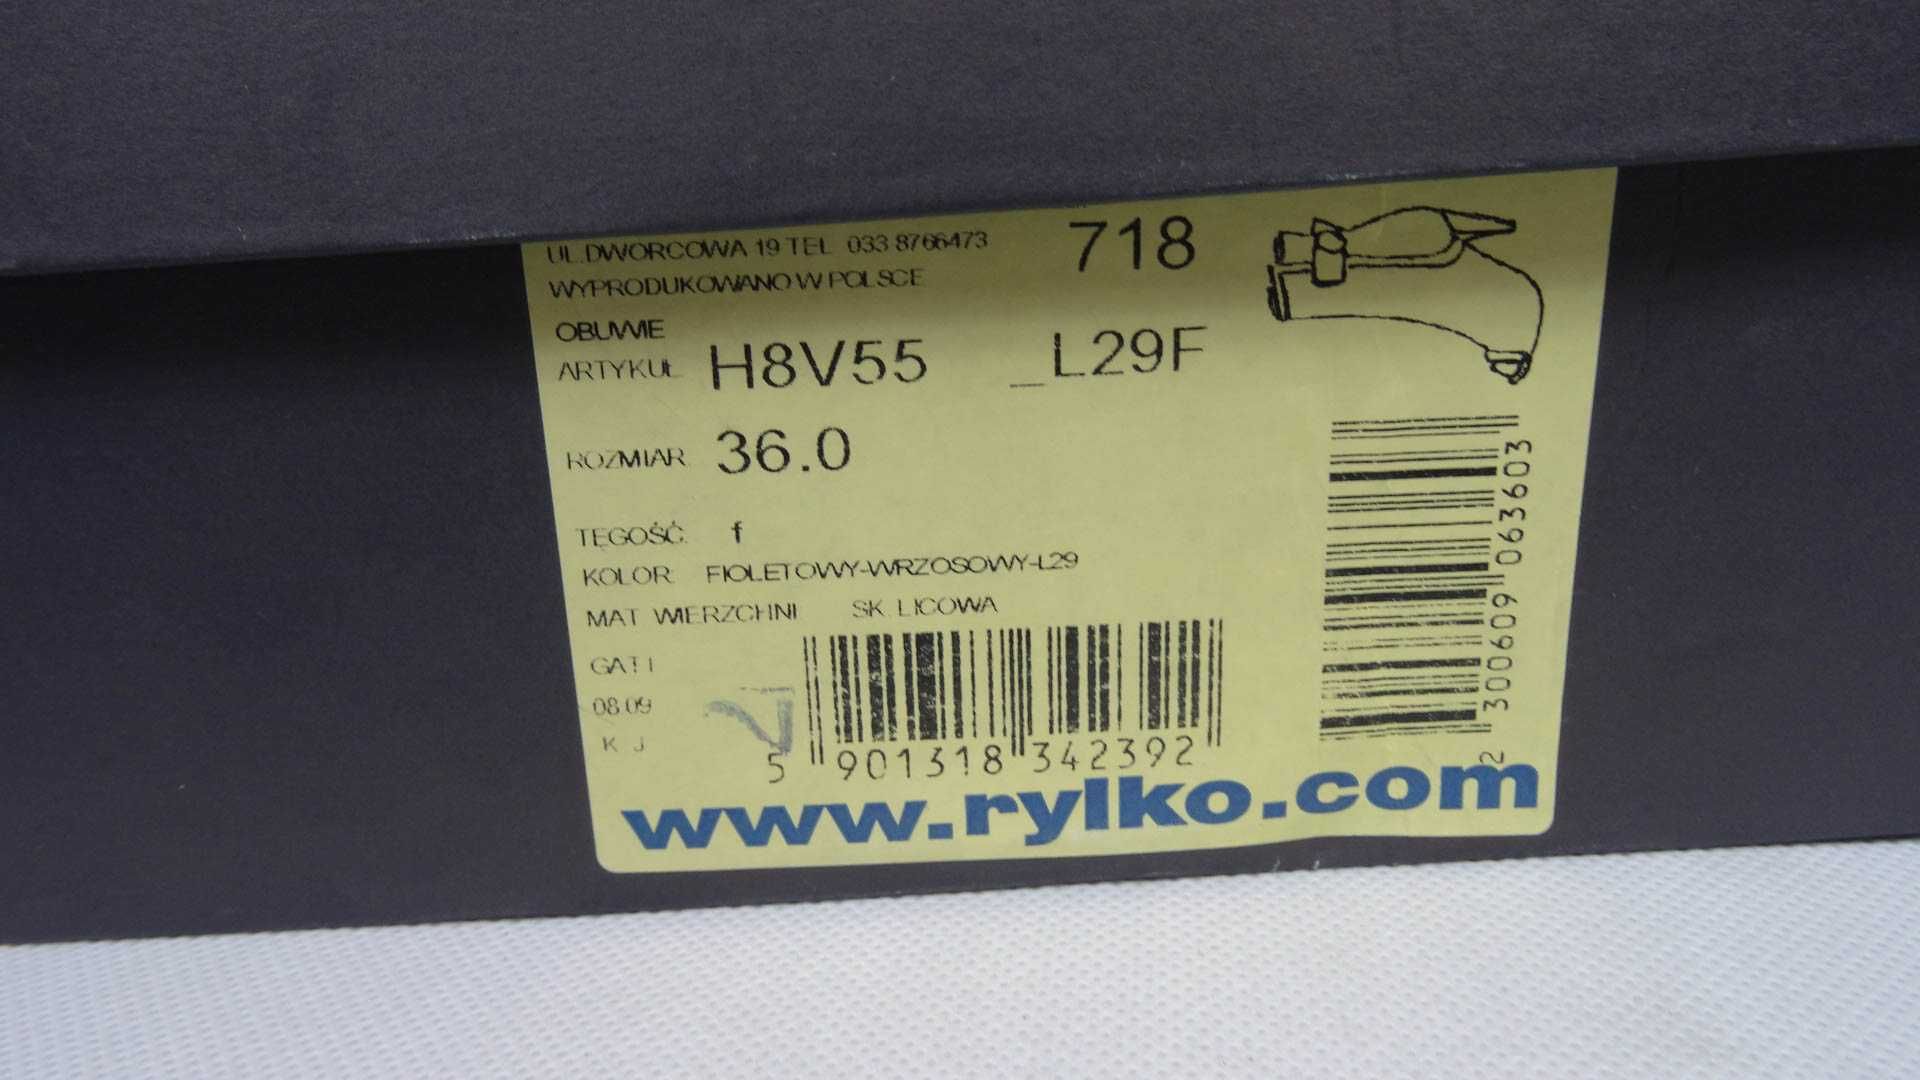 UL.DWORCOWA 19 TEL 033 8766473
WYPRODUKOWANO W POLSCE
718
OBUWIE
ARTYKUŁ H8V55 _L29F
ROZMIAR 36.0
TĘGOŚĆ f
KOLOR FIOLETOWY-WRZOSOWY-L29
MAT WIERZCHNI SK. LICOWA
GAT I
08.09
K J
5 901318 342392
2 300609 063603
www.rylko.com